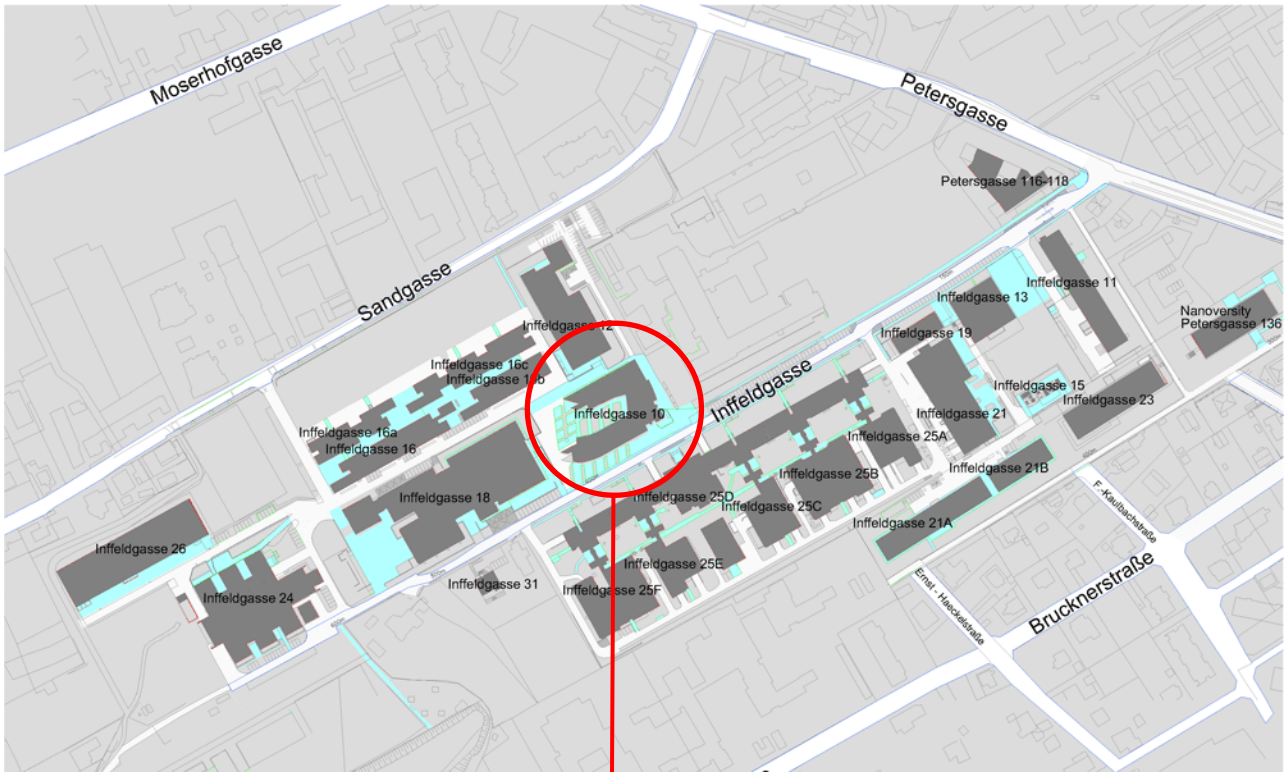 Moserhofgasse
Petersgasse
Petersgasse 116-118
Sandgasse
Inffeldgasse 11
Inffeldgasse 13
Nanoversity
Petersgasse 136
Inffeldgasse 12
Inffeldgasse 19
Inffeldgasse 16c
Inffeldgasse 16b
Inffeldgasse
Inffeldgasse 15
Inffeldgasse 23
Inffeldgasse 10
Inffeldgasse 21
Inffeldgasse 16a
Inffeldgasse 16
Inffeldgasse 25A
Inffeldgasse 21B
Inffeldgasse 25B
Inffeldgasse 18
Inffeldgasse 25D
Inffeldgasse 25C
F.-Kaulbachstraße
Inffeldgasse 21A
Inffeldgasse 26
Inffeldgasse 25E
Inffeldgasse 31
Inffeldgasse 25F
Inffeldgasse 24
Ernst - Haeckelstraße
Brucknerstraße